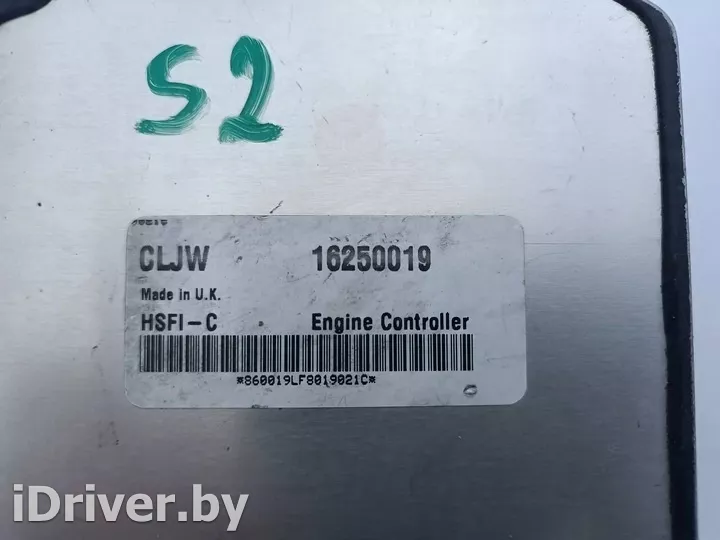 S2
CLJW 16250019
Made in U.K.
HSFI-C Engine Controller
*860019LF8019021C*
iDriver.by